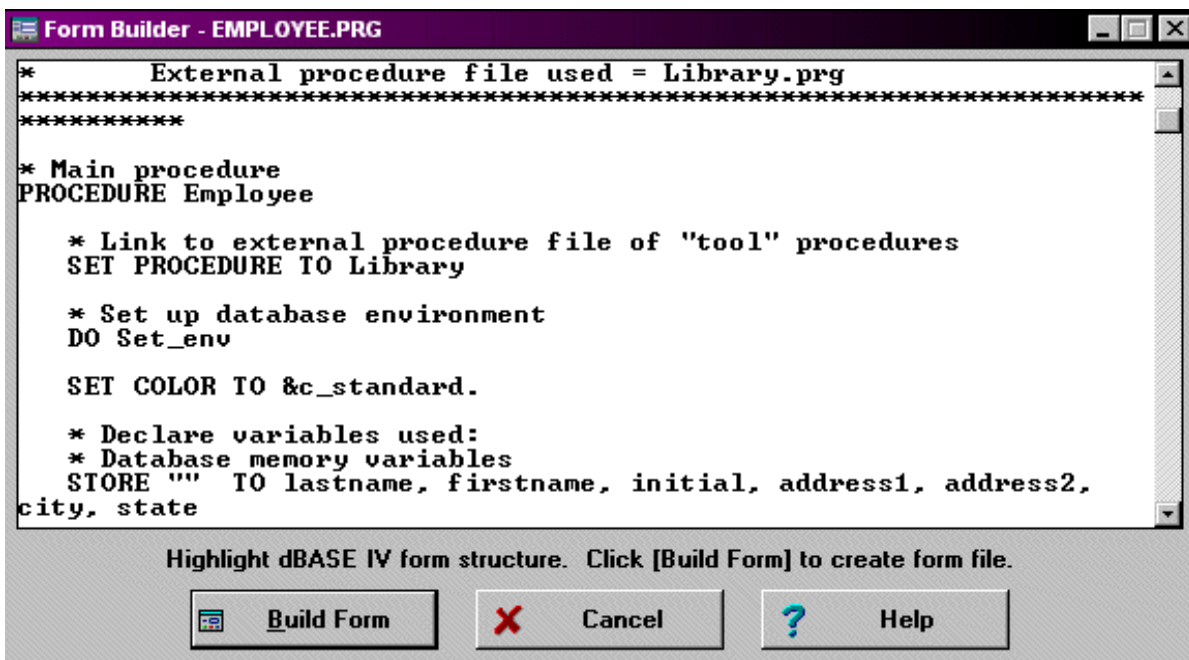 Form Builder - EMPLOYEE.PRG
*        External procedure file used = Library.prg
********************************************************************
**********
* Main procedure
PROCEDURE Employee
   * Link to external procedure file of "tool" procedures
   SET PROCEDURE TO Library
   * Set up database environment
   DO Set_env
   SET COLOR TO &c_standard.
   * Declare variables used:
   * Database memory variables
   STORE ""  TO lastname, firstname, initial, address1, address2,
city, state
Highlight dBASE IV form structure.  Click [Build Form] to create form file.
Build Form
Cancel
Help